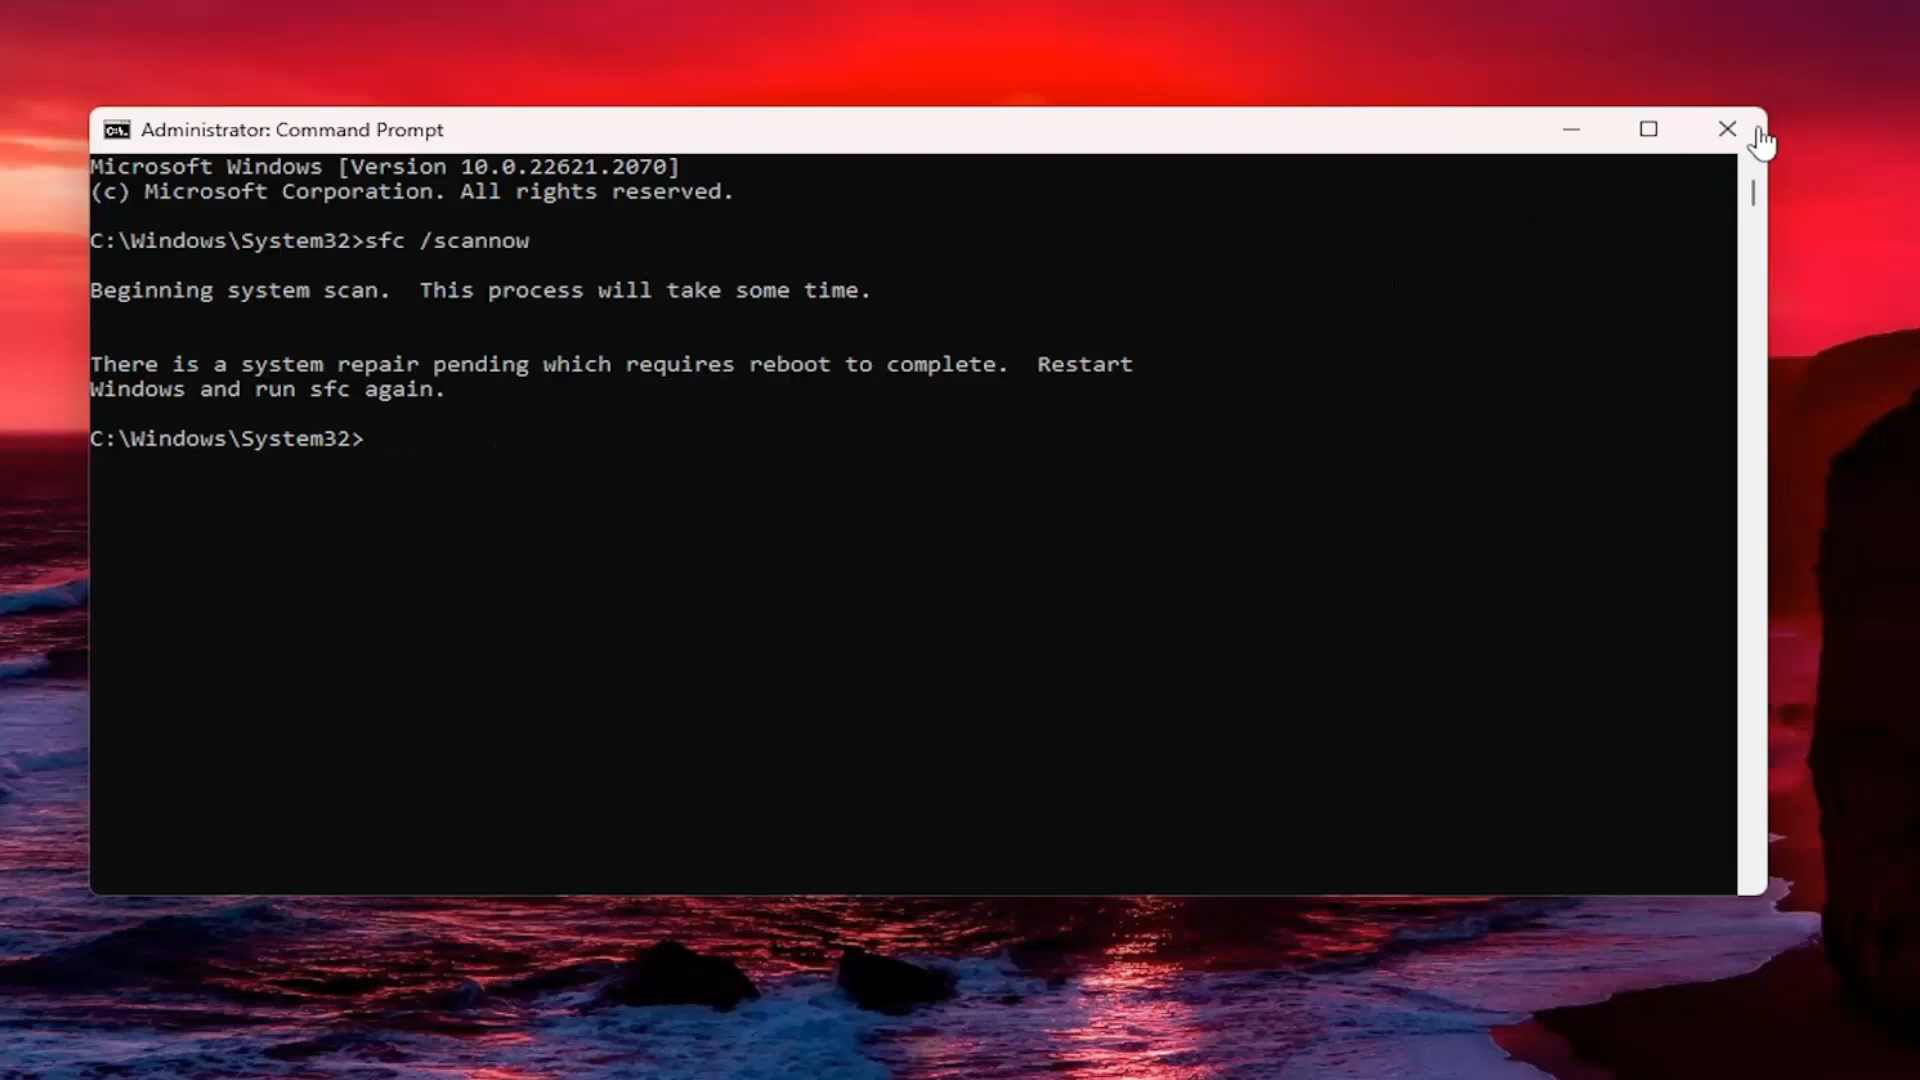 Administrator: Command Prompt
Microsoft Windows [Version 10.0.22621.2070]
(c) Microsoft Corporation. All rights reserved.
C:\Windows\System32>sfc /scannow
Beginning system scan.  This process will take some time.
There is a system repair pending which requires reboot to complete.  Restart
Windows and run sfc again.
C:\Windows\System32>